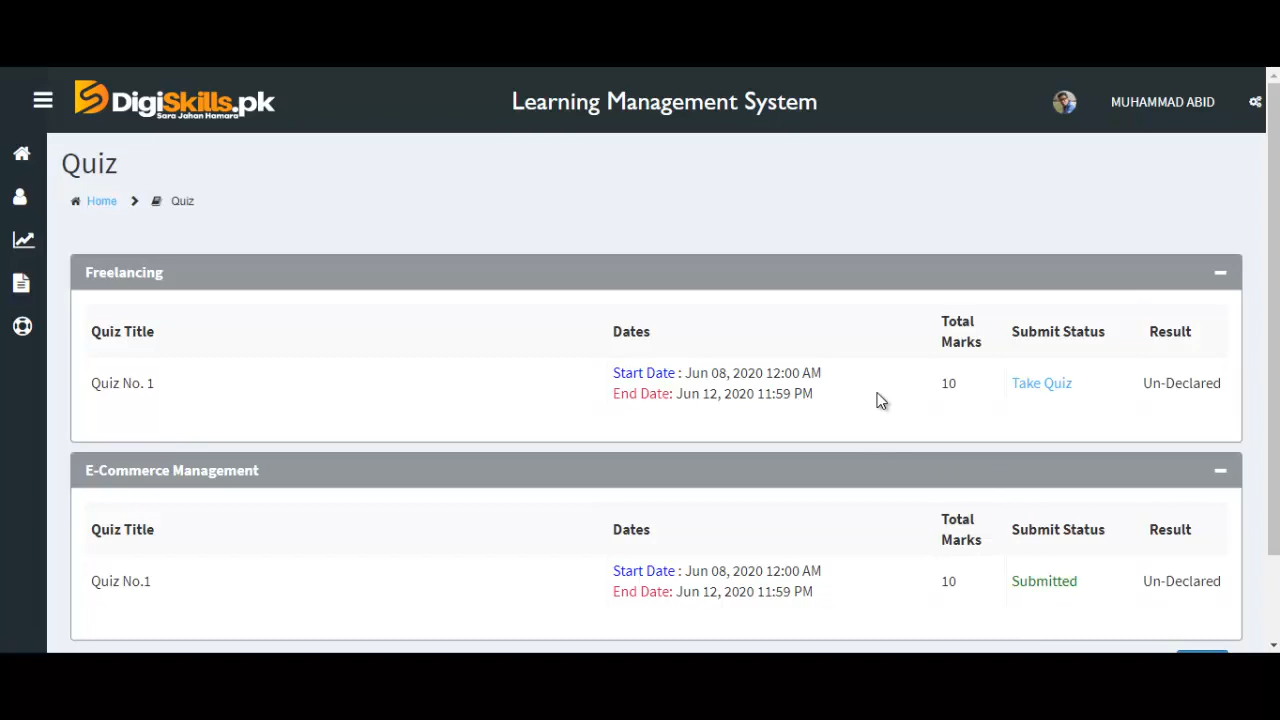 DigiSkills.pk
Sara Jahan Hamara
Learning Management System
MUHAMMAD ABID
Quiz
Home Quiz
Freelancing
Quiz Title Dates Total Marks Submit Status Result
Quiz No. 1 Start Date : Jun 08, 2020 12:00 AM 10 Take Quiz Un-Declared
End Date: Jun 12, 2020 11:59 PM
E-Commerce Management
Quiz Title Dates Total Marks Submit Status Result
Quiz No.1 Start Date : Jun 08, 2020 12:00 AM 10 Submitted Un-Declared
End Date: Jun 12, 2020 11:59 PM